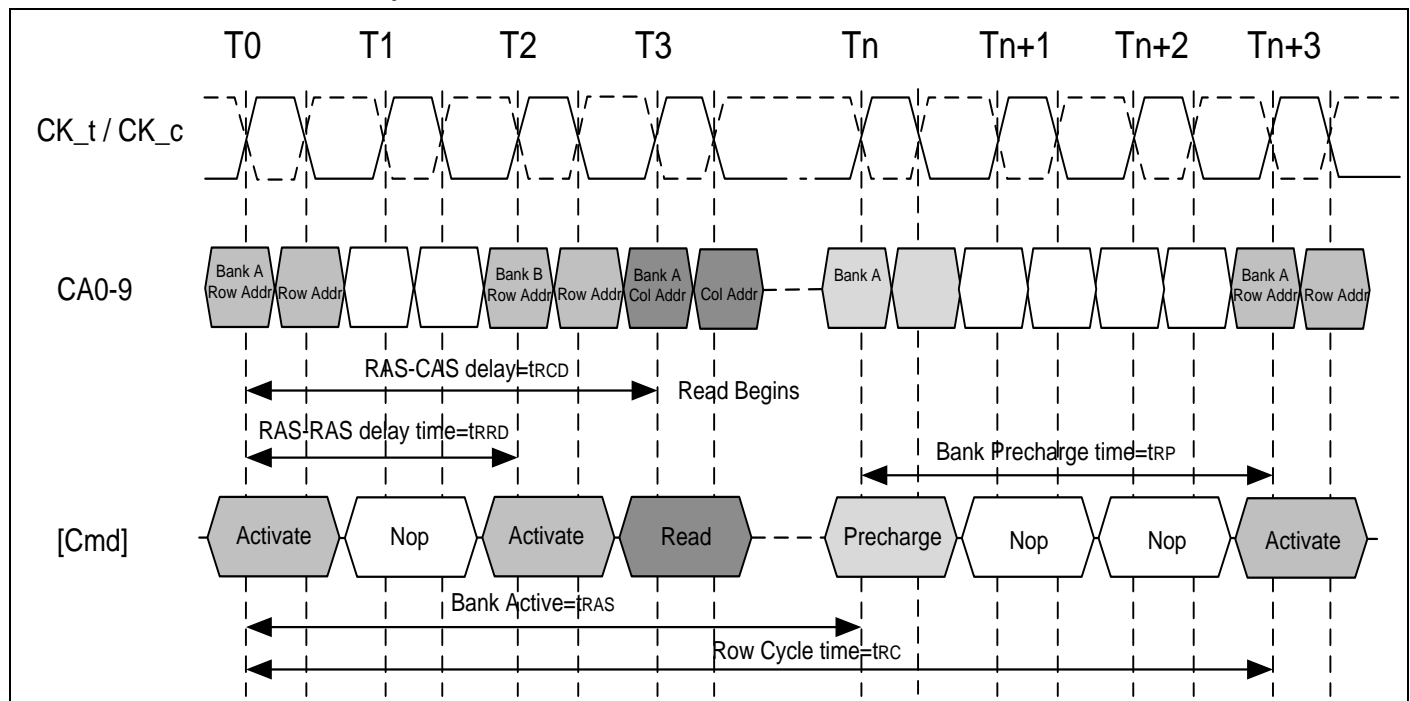 T0 T1 T2 T3 Tn Tn+1 Tn+2 Tn+3
CK_t / CK_c
CA0-9
Bank A Row Addr
Row Addr
Bank B Row Addr
Row Addr
Bank A Col Addr
Col Addr
Bank A
Bank A Row Addr
Row Addr
RAS-CAS delay=tRCD
Read Begins
RAS-RAS delay time=tRRD
Bank Precharge time=tRP
[Cmd]
Activate Nop Activate Read Precharge Nop Nop Activate
Bank Active=tRAS
Row Cycle time=tRC